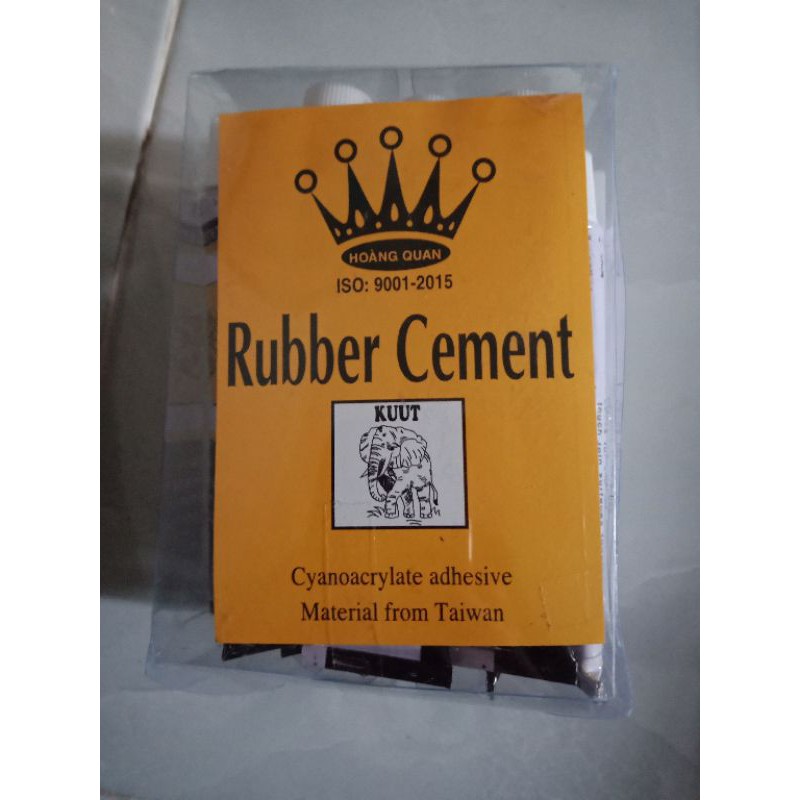 HOÀNG QUAN
ISO: 9001-2015
Rubber Cement
KUUT
Cyanoacrylate adhesive
Material from Taiwan